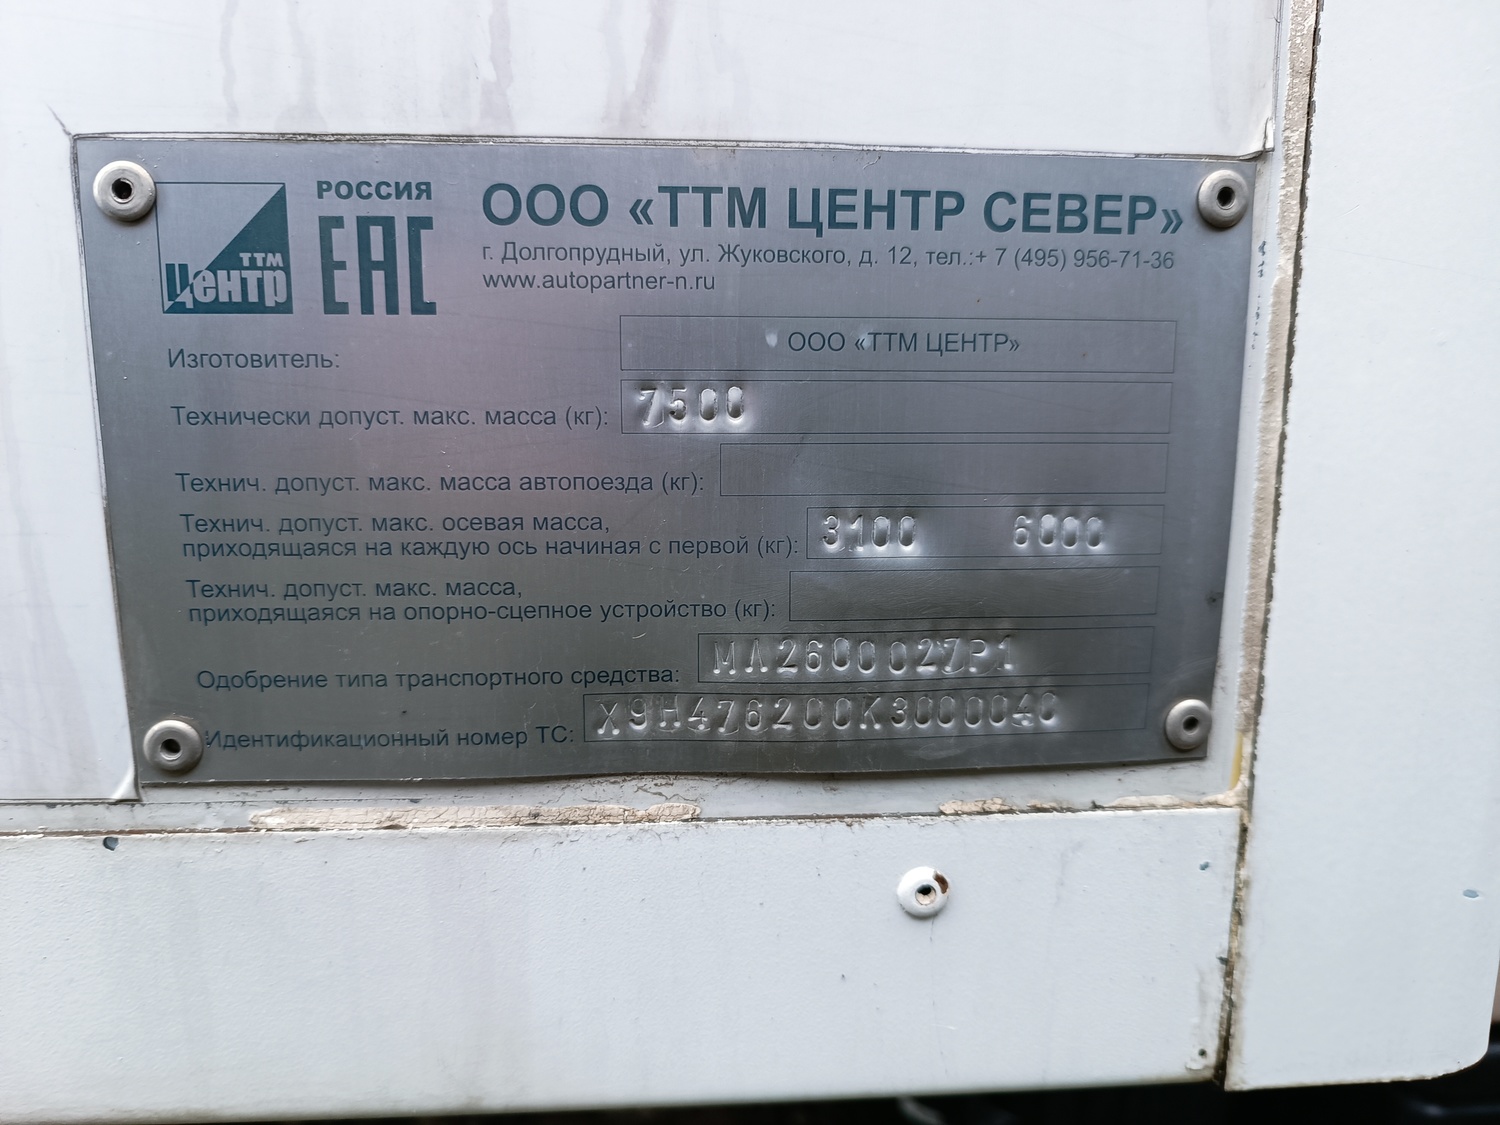 ТТМ
Центр
РОССИЯ
EAC
ООО «ТТМ ЦЕНТР СЕВЕР»
г. Долгопрудный, ул. Жуковского, д. 12, тел.:+ 7 (495) 956-71-36
www.autopartner-n.ru
Изготовитель: ООО «ТТМ ЦЕНТР»
Технически допуст. макс. масса (кг): 7500
Технич. допуст. макс. масса автопоезда (кг):
Технич. допуст. макс. осевая масса,
приходящаяся на каждую ось начиная с первой (кг): 3100 6000
Технич. допуст. макс. масса,
приходящаяся на опорно-сцепное устройство (кг):
Одобрение типа транспортного средства: МА2600027Р1
Идентификационный номер ТС: X9H476200K3000040